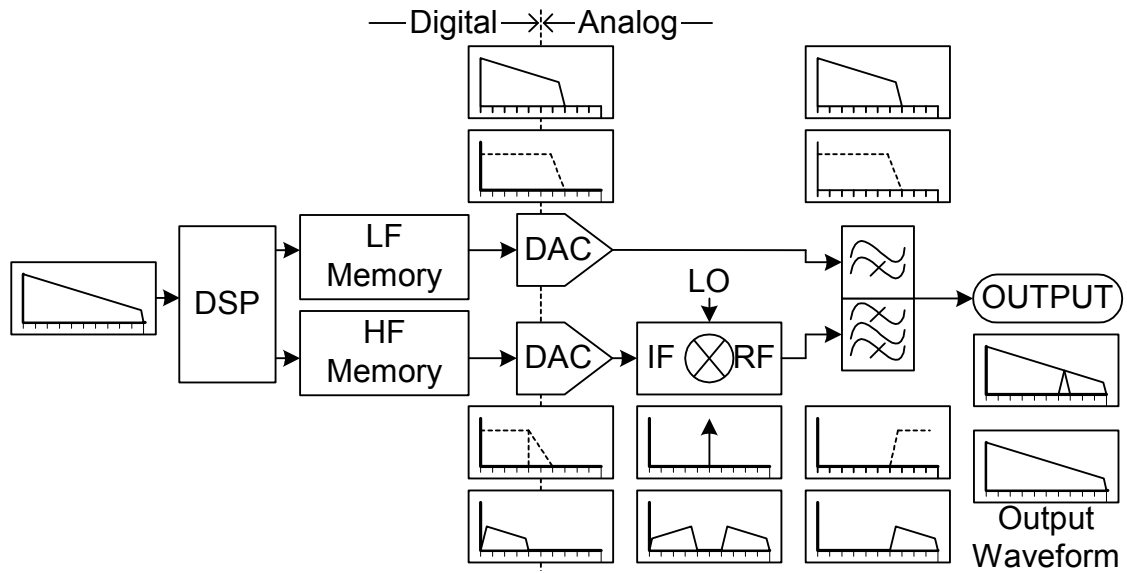 Digital
Analog
LF
Memory
DAC
LO
DSP
OUTPUT
HF
Memory
DAC
IF
RF
Output
Waveform